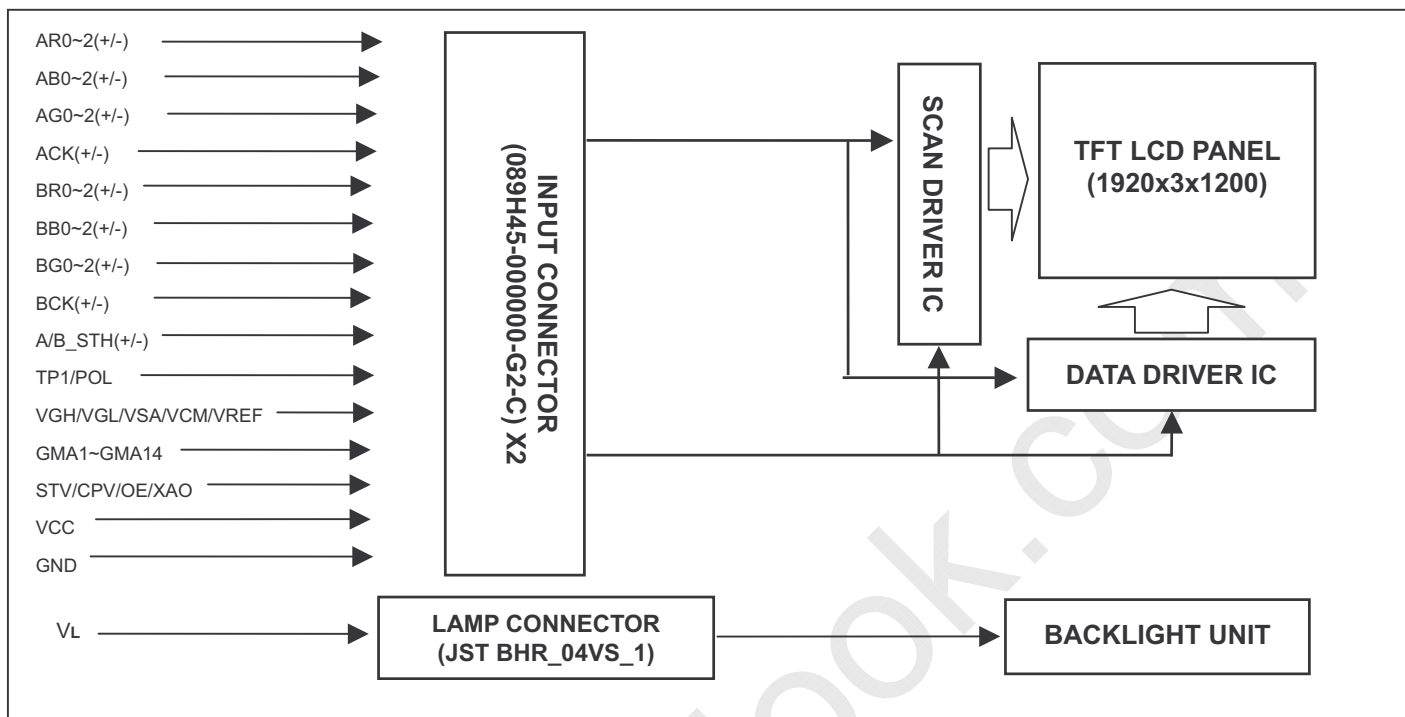 AR0~2(+/-)
AB0~2(+/-)
AG0~2(+/-)
ACK(+/-)
BR0~2(+/-)
BB0~2(+/-)
BG0~2(+/-)
BCK(+/-)
A/B_STH(+/-)
TP1/POL
VGH/VGL/VSA/VCM/VREF
GMA1~GMA14
STV/CPV/OE/XAO
VCC
GND
VL
INPUT CONNECTOR
(089H45-000000-G2-C) X2
SCAN DRIVER IC
TFT LCD PANEL
(1920x3x1200)
DATA DRIVER IC
LAMP CONNECTOR
(JST BHR_04VS_1)
BACKLIGHT UNIT
ook.com